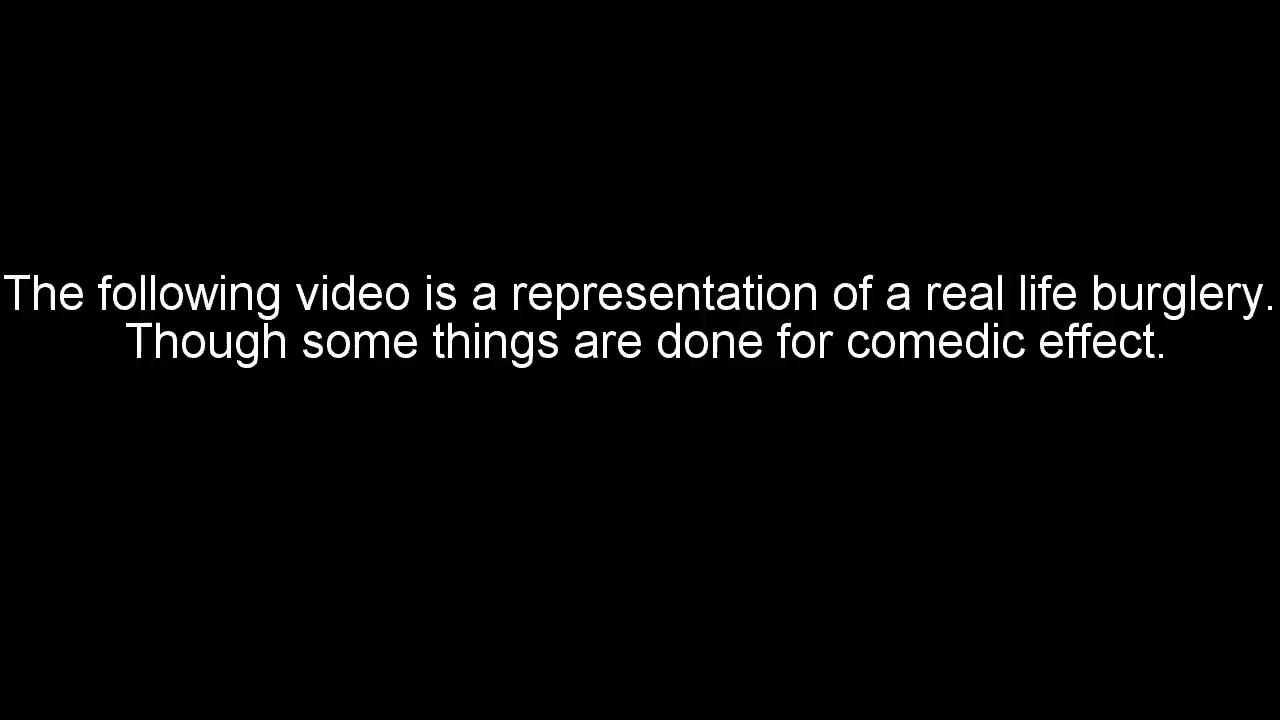 The following video is a representation of a real life burglery.
Though some things are done for comedic effect.